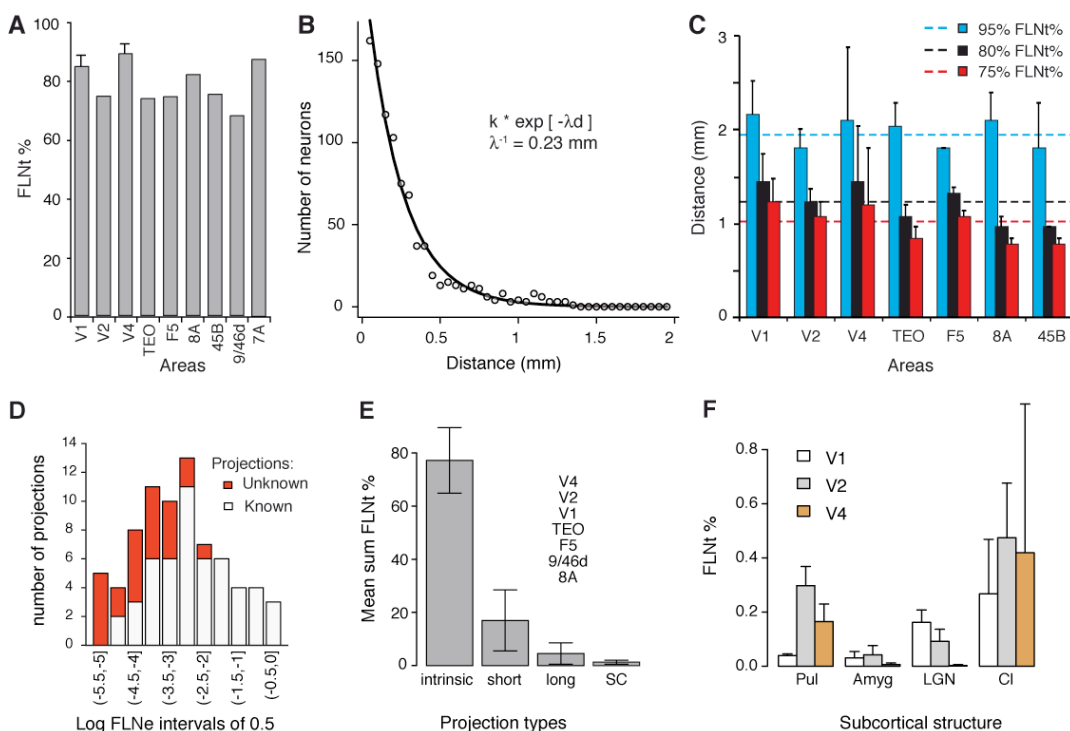 A
100
80
60
40
20
0
FLNt %
V1
V2
V4
TEO
F5
8A
45B
9/46d
7A
Areas
B
150
100
50
0
Number of neurons
k * exp [ -λd ]
λ⁻¹ = 0.23 mm
0.5
1
1.5
2
Distance (mm)
C
95% FLNt%
80% FLNt%
75% FLNt%
3
2
1
0
Distance (mm)
V1
V2
V4
TEO
F5
8A
45B
Areas
D
14
12
10
8
6
4
2
0
number of projections
Projections:
Unknown
Known
(-5.5,-5]
(-4.5,-4]
(-3.5,-3]
(-2.5,-2]
(-1.5,-1]
(-0.5,0]
Log FLNe intervals of 0.5
E
80
60
40
20
0
Mean sum FLNt %
V4
V2
V1
TEO
F5
9/46d
8A
intrinsic
short
long
SC
Projection types
F
0.8
0.6
0.4
0.2
0.0
FLNt %
V1
V2
V4
Pul
Amyg
LGN
Cl
Subcortical structure